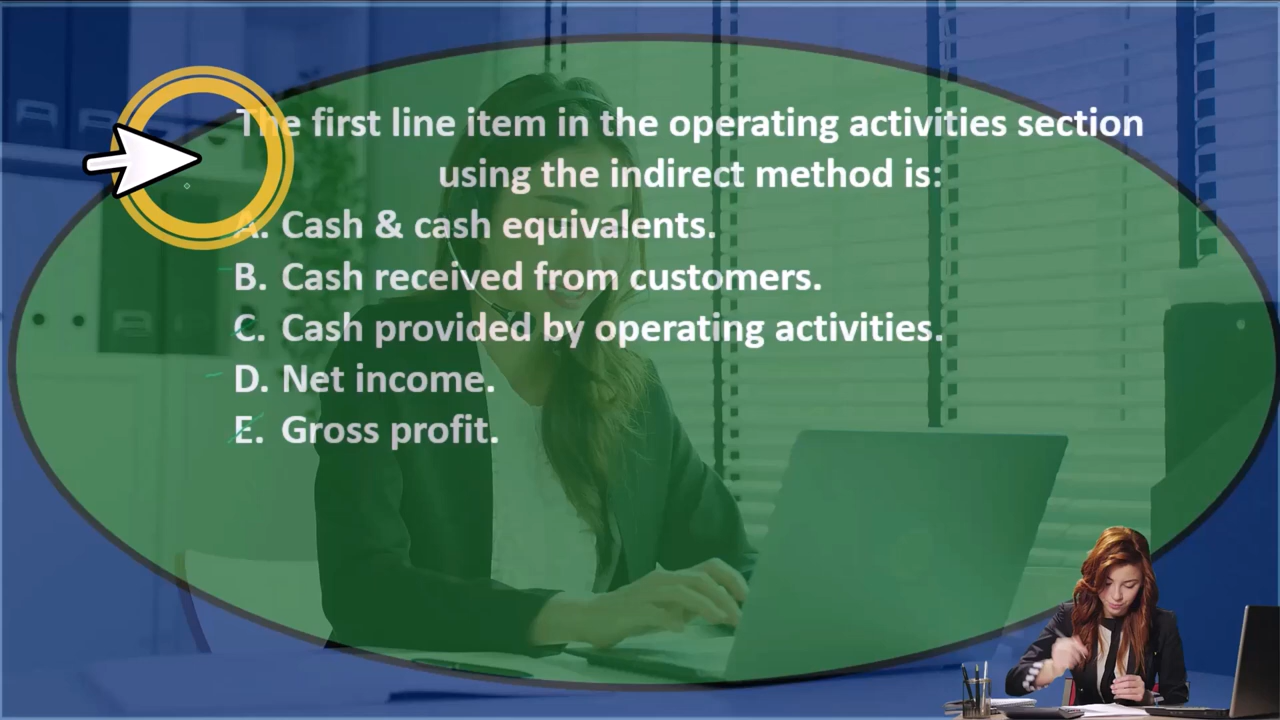 The first line item in the operating activities section
using the indirect method is:
A. Cash & cash equivalents.
B. Cash received from customers.
C. Cash provided by operating activities.
D. Net income.
E. Gross profit.